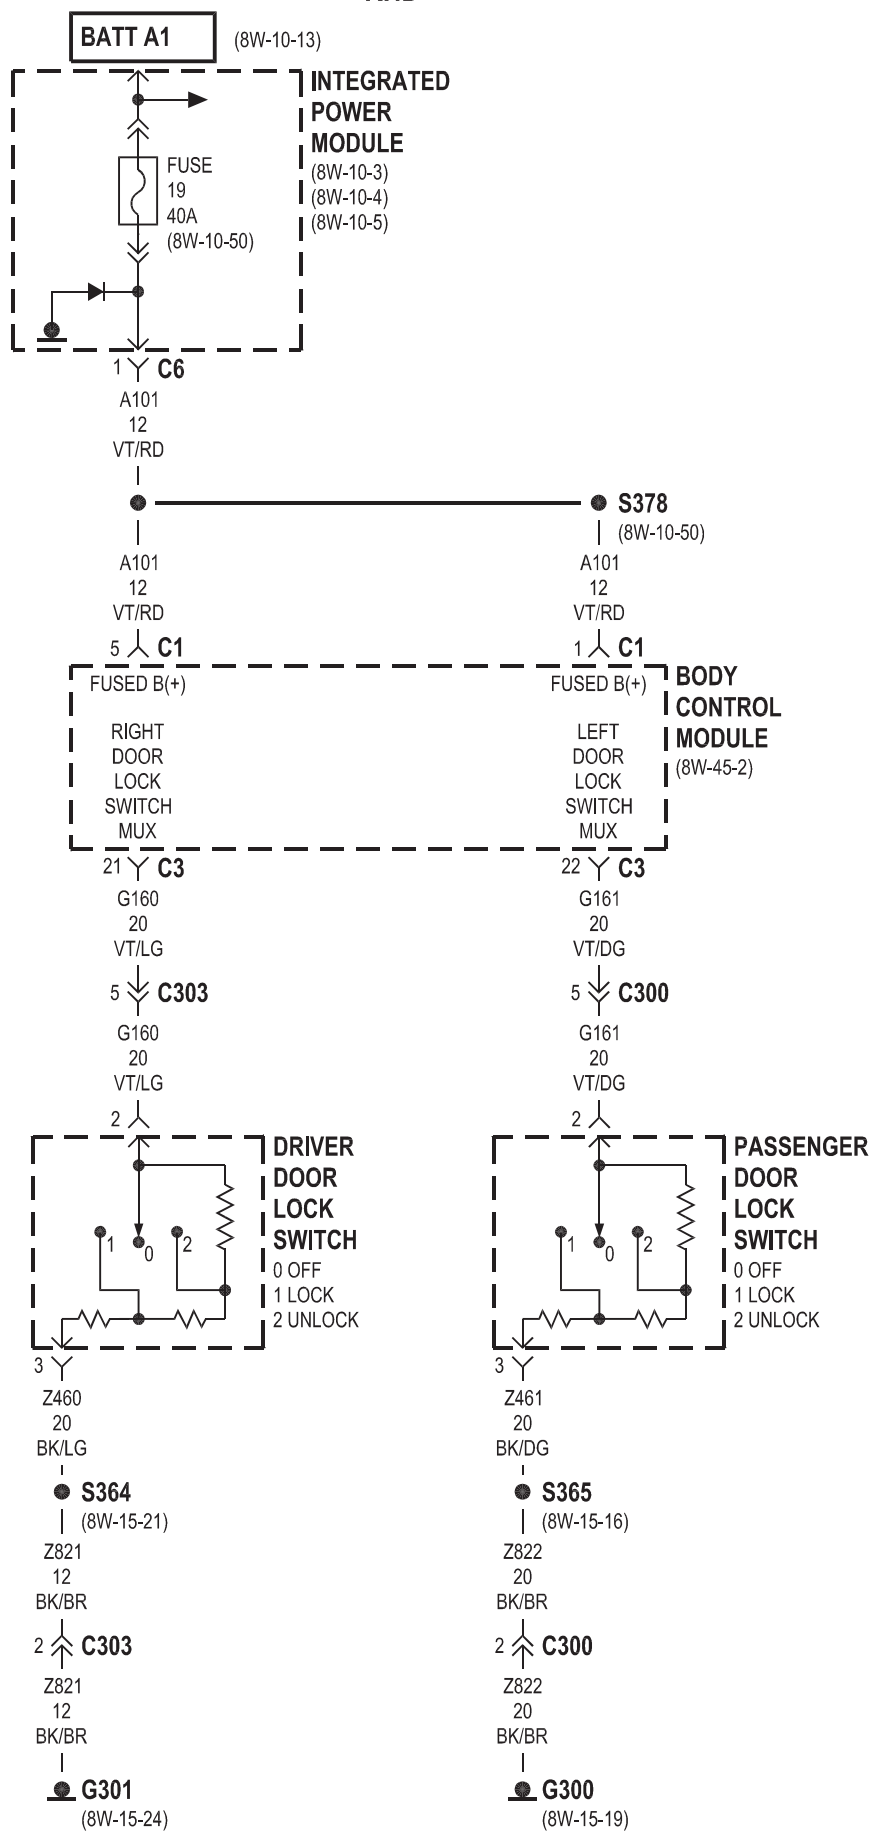 BATT A1 (8W-10-13)
INTEGRATED
POWER
MODULE
(8W-10-3)
(8W-10-4)
(8W-10-5)
FUSE
19
40A
(8W-10-50)
1 C6
A101
12
VT/RD
S378
(8W-10-50)
A101
12
VT/RD
5 C1
A101
12
VT/RD
1 C1
BODY
CONTROL
MODULE
(8W-45-2)
FUSED B(+)
RIGHT
DOOR
LOCK
SWITCH
MUX
FUSED B(+)
LEFT
DOOR
LOCK
SWITCH
MUX
21 C3
G160
20
VT/LG
5 C303
G160
20
VT/LG
2
22 C3
G161
20
VT/DG
5 C300
G161
20
VT/DG
2
DRIVER
DOOR
LOCK
SWITCH
0 OFF
1 LOCK
2 UNLOCK
1 0 2
3
Z460
20
BK/LG
S364
(8W-15-21)
Z821
12
BK/BR
2 C303
Z821
12
BK/BR
G301
(8W-15-24)
PASSENGER
DOOR
LOCK
SWITCH
0 OFF
1 LOCK
2 UNLOCK
1 0 2
3
Z461
20
BK/DG
S365
(8W-15-16)
Z822
20
BK/BR
2 C300
Z822
20
BK/BR
G300
(8W-15-19)